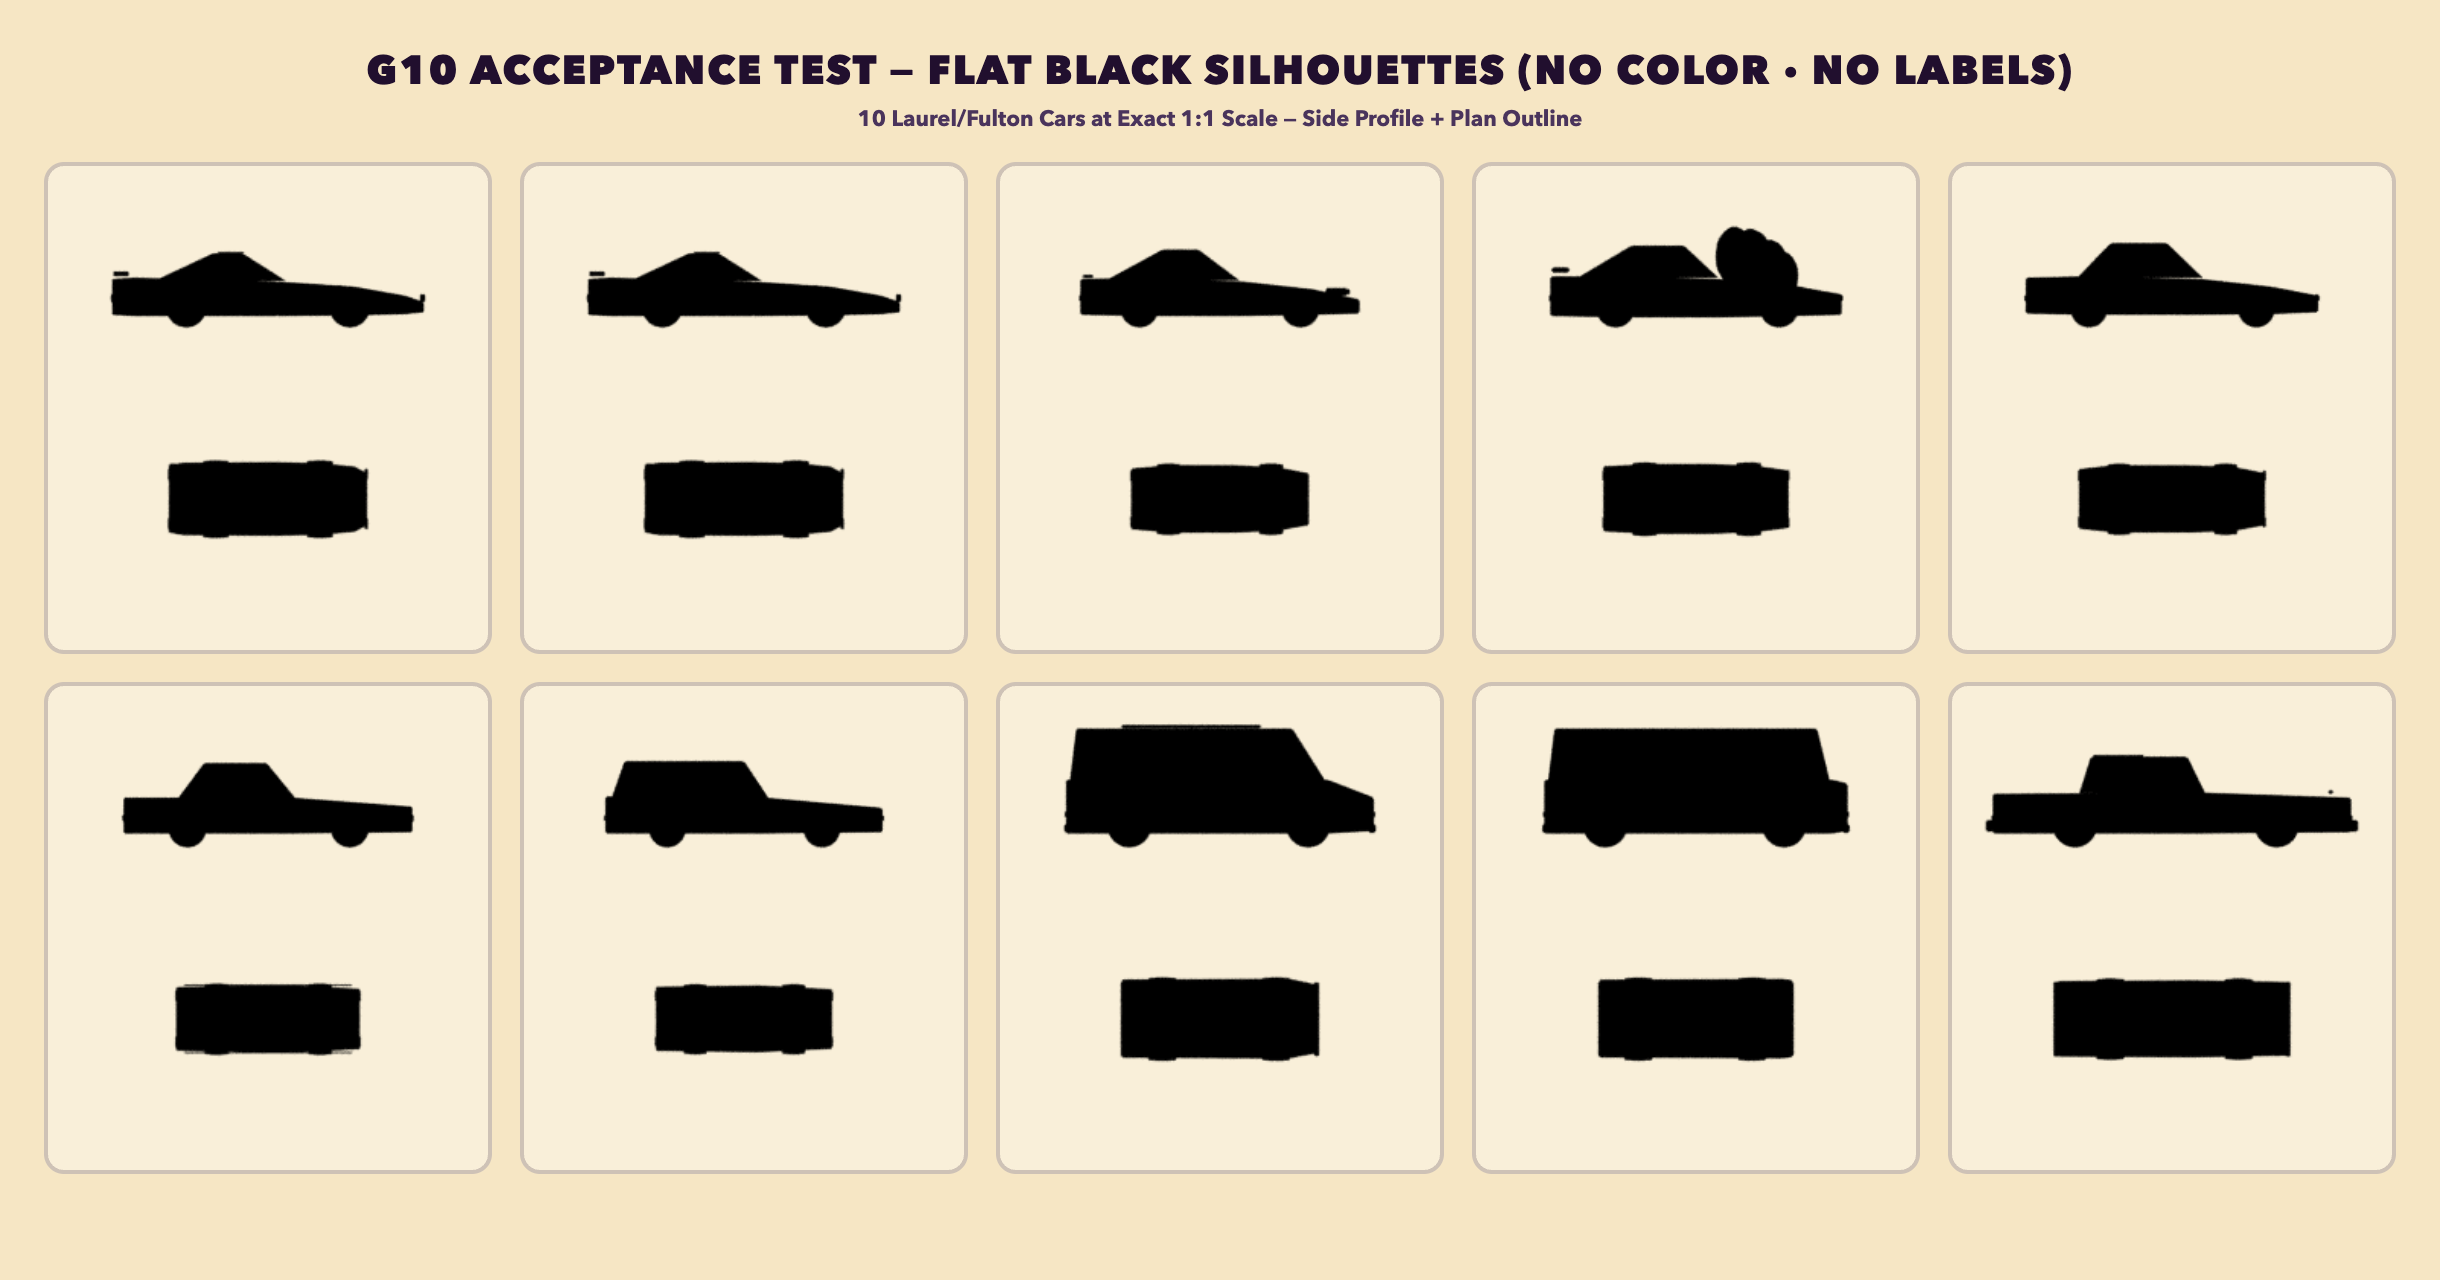 G10 ACCEPTANCE TEST — FLAT BLACK SILHOUETTES (NO COLOR • NO LABELS)
10 Laurel/Fulton Cars at Exact 1:1 Scale — Side Profile + Plan Outline